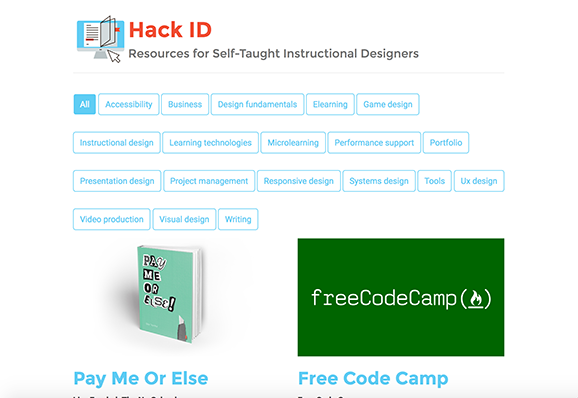 Hack ID
Resources for Self-Taught Instructional Designers
All Accessibility Business Design fundamentals Elearning Game design
Instructional design Learning technologies Microlearning Performance support Portfolio
Presentation design Project management Responsive design Systems design Tools Ux design
Video production Visual design Writing
PAY
ME
OR
ELSE!
freeCodeCamp(🔥)
Pay Me Or Else
Free Code Camp